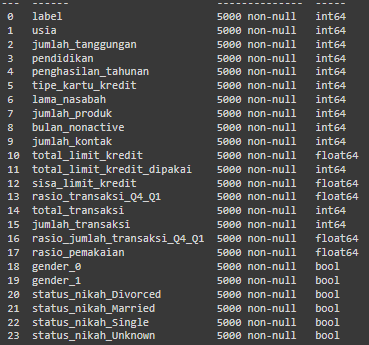 --- ------ -------------- -----
0 label 5000 non-null int64
1 usia 5000 non-null int64
2 jumlah_tanggungan 5000 non-null int64
3 pendidikan 5000 non-null int64
4 penghasilan_tahunan 5000 non-null int64
5 tipe_kartu_kredit 5000 non-null int64
6 lama_nasabah 5000 non-null int64
7 jumlah_produk 5000 non-null int64
8 bulan_nonactive 5000 non-null int64
9 jumlah_kontak 5000 non-null int64
10 total_limit_kredit 5000 non-null float64
11 total_limit_kredit_dipakai 5000 non-null int64
12 sisa_limit_kredit 5000 non-null float64
13 rasio_transaksi_Q4_Q1 5000 non-null float64
14 total_transaksi 5000 non-null int64
15 jumlah_transaksi 5000 non-null int64
16 rasio_jumlah_transaksi_Q4_Q1 5000 non-null float64
17 rasio_pemakaian 5000 non-null float64
18 gender_0 5000 non-null bool
19 gender_1 5000 non-null bool
20 status_nikah_Divorced 5000 non-null bool
21 status_nikah_Married 5000 non-null bool
22 status_nikah_Single 5000 non-null bool
23 status_nikah_Unknown 5000 non-null bool